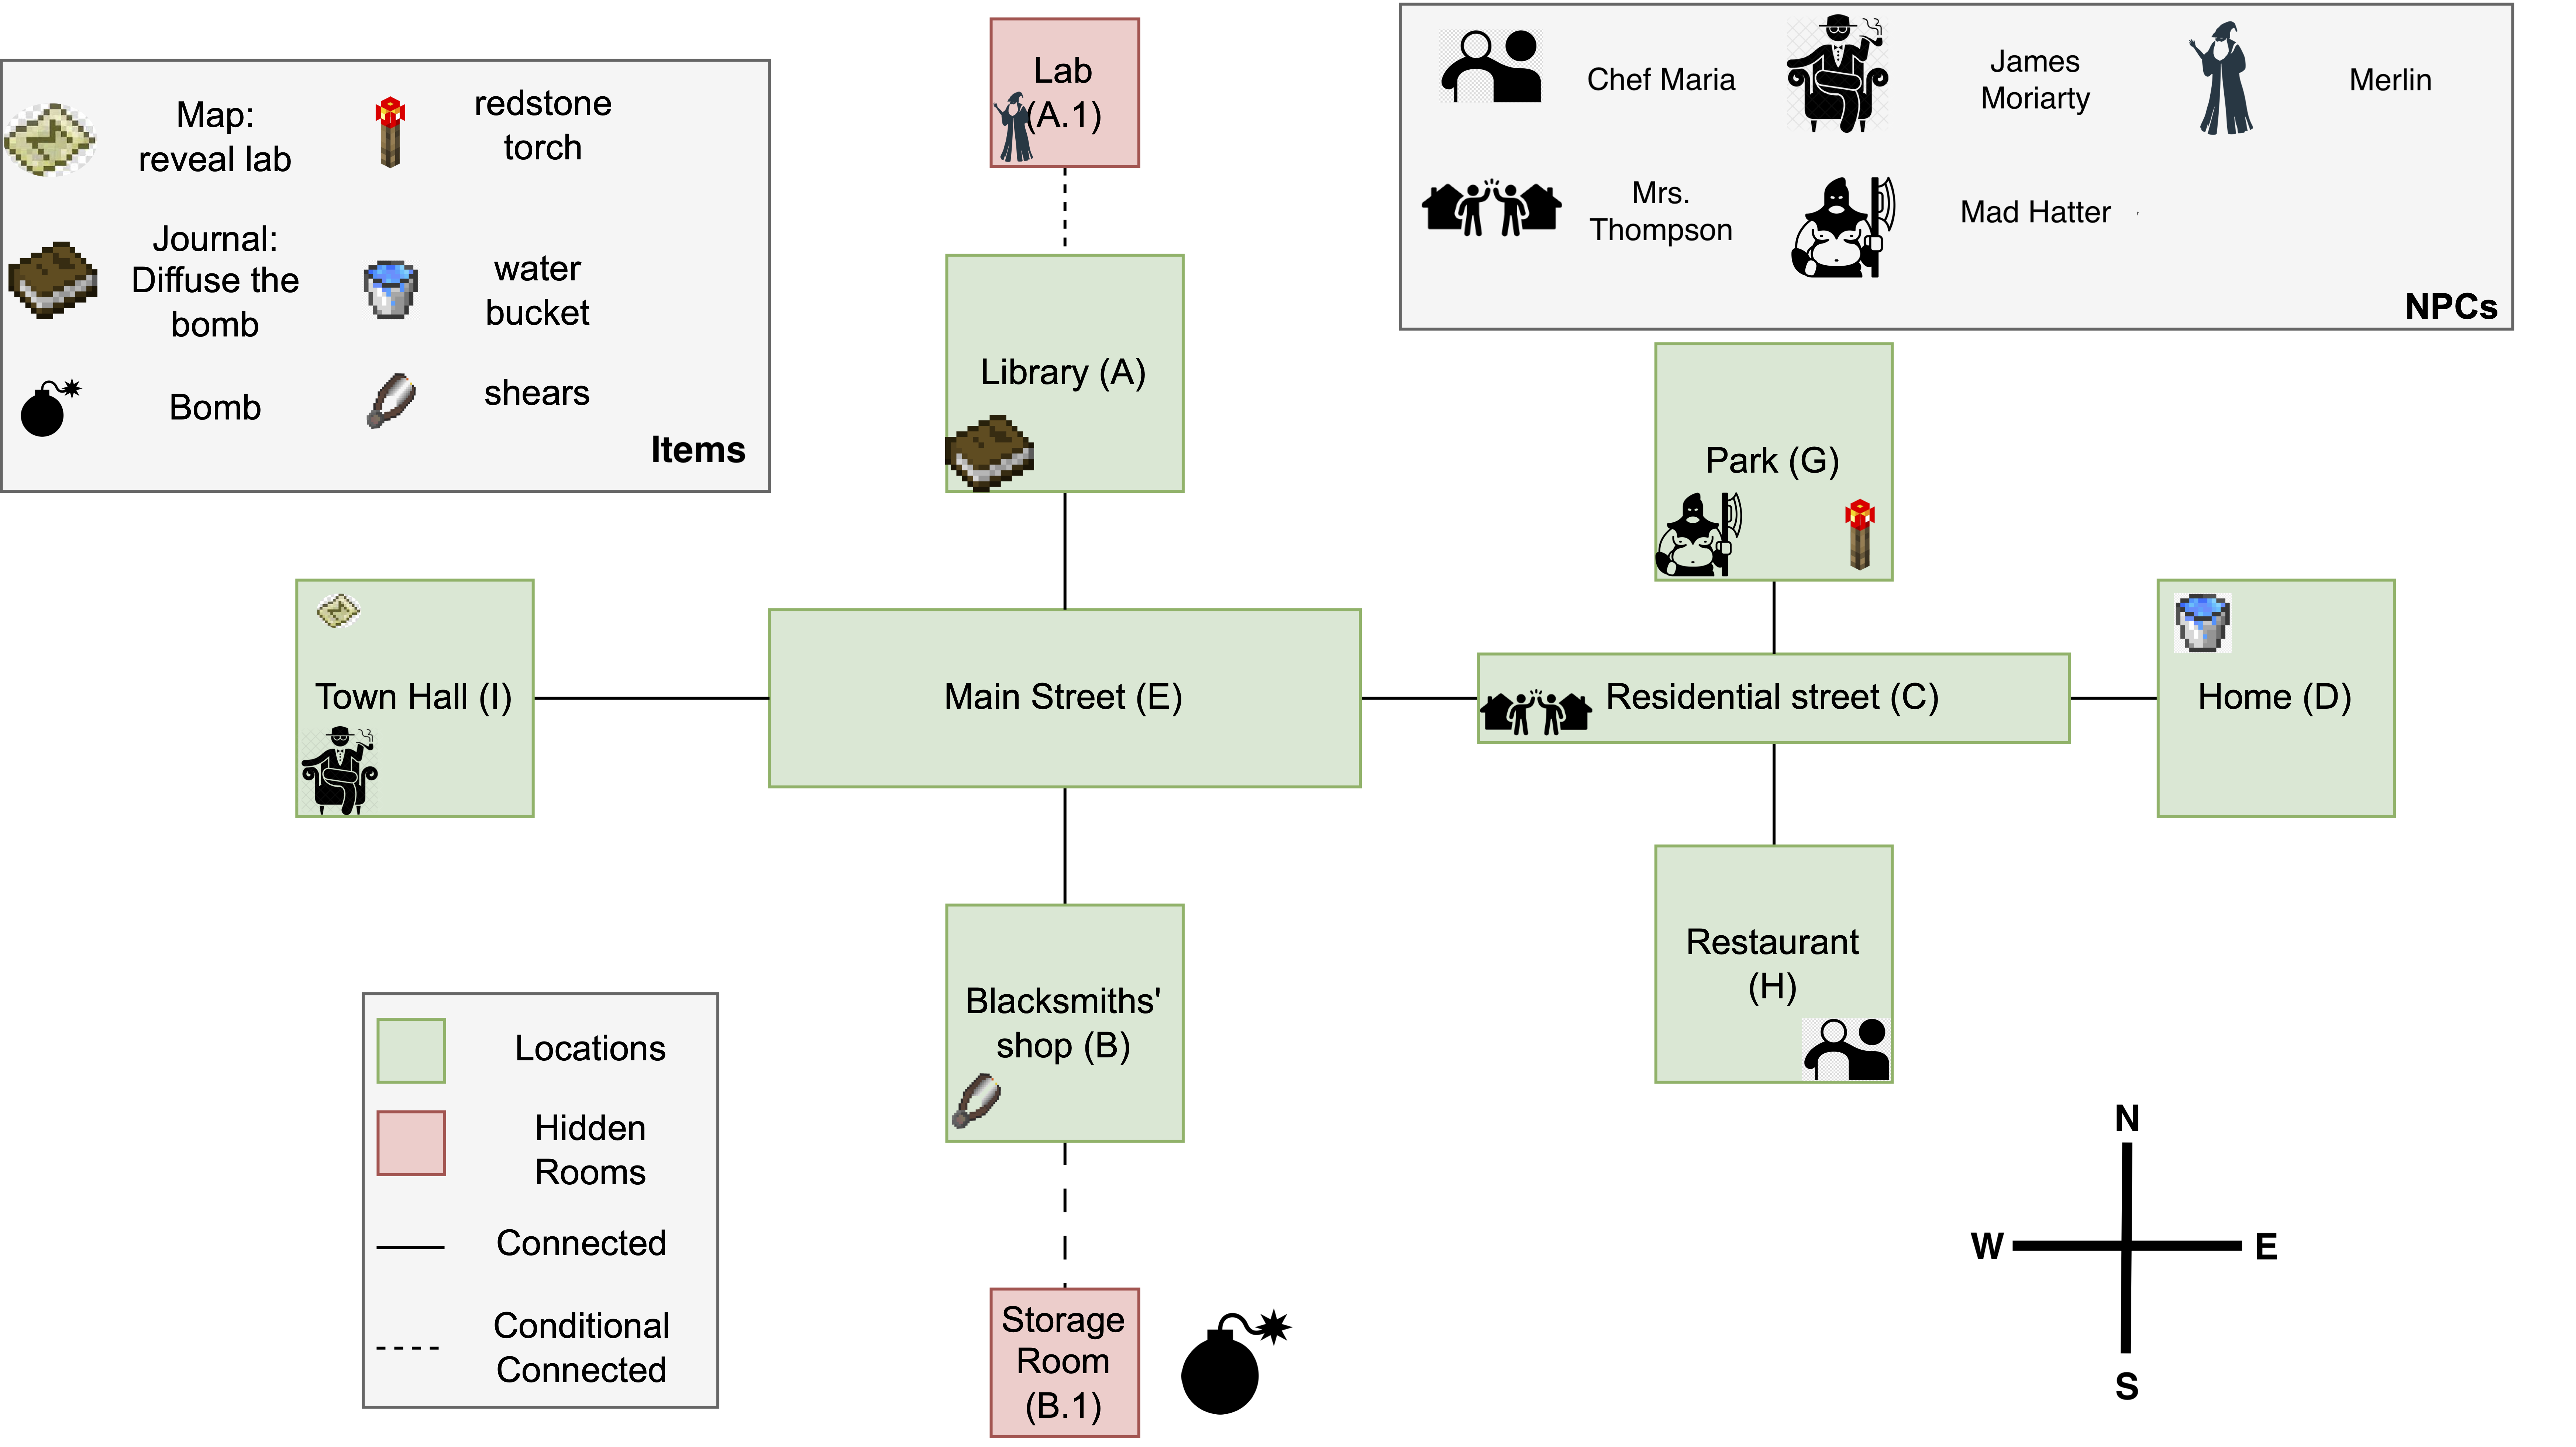 Map:
reveal lab
redstone
torch
Journal:
Diffuse the
bomb
water
bucket
Bomb
shears
Items
Lab
(A.1)
Chef Maria
James
Moriarty
Merlin
Mrs.
Thompson
Mad Hatter
NPCs
Library (A)
Park (G)
Town Hall (I)
Main Street (E)
Residential street (C)
Home (D)
Blacksmiths'
shop (B)
Restaurant
(H)
Locations
Hidden
Rooms
Connected
Conditional
Connected
Storage
Room
(B.1)
N
W
E
S